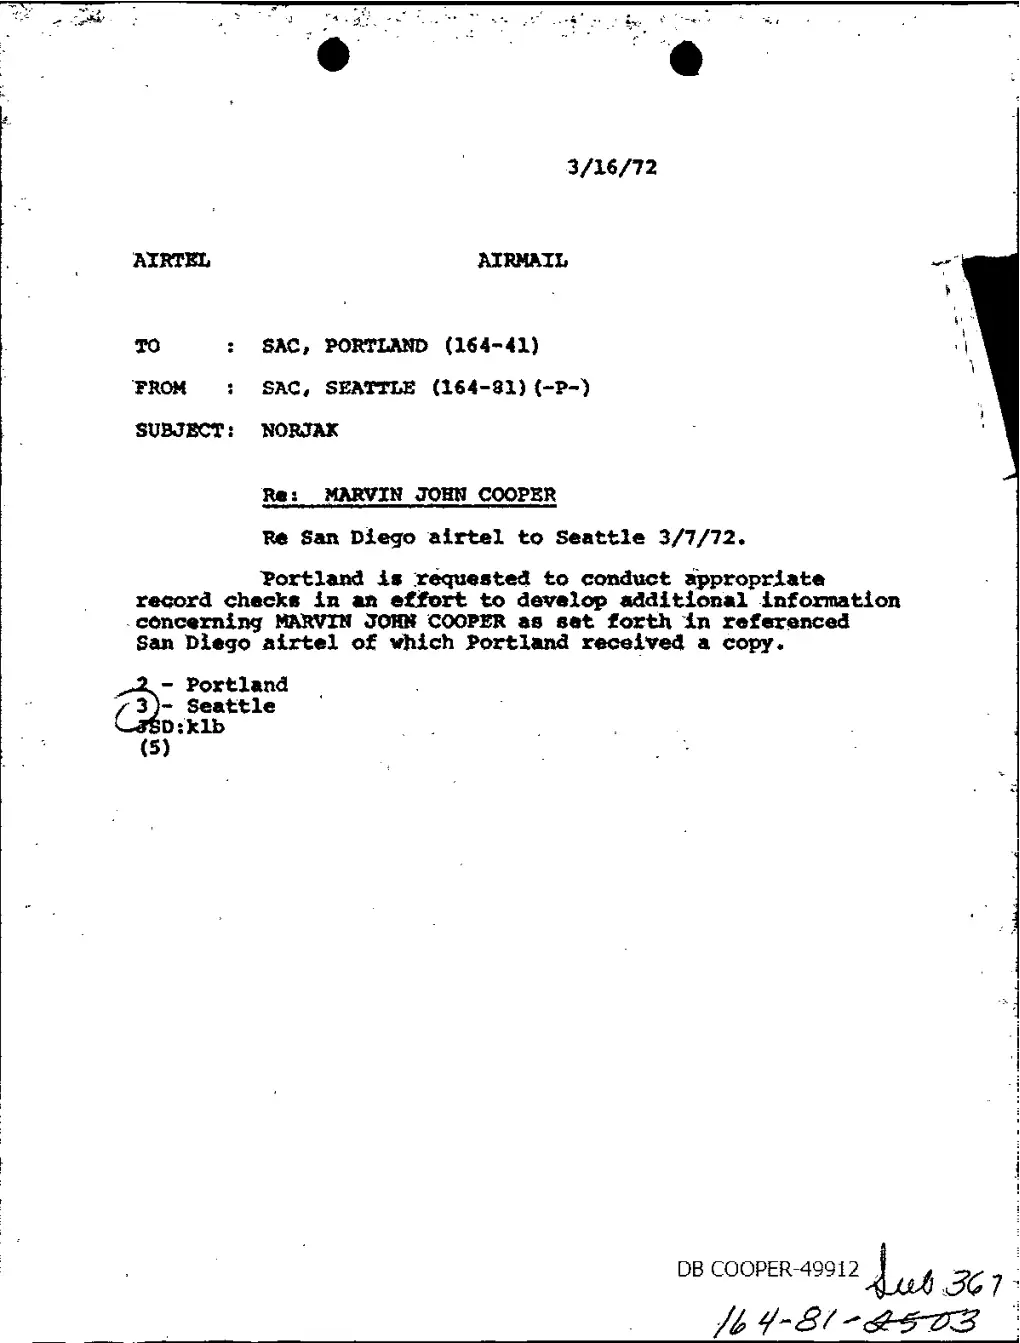 3/16/72
AIRTEL AIRMAIL
TO : SAC, PORTLAND (164-41)
FROM : SAC, SEATTLE (164-81)(-P-)
SUBJECT: NORJAK
Re: MARVIN JOHN COOPER
Re San Diego airtel to Seattle 3/7/72.
Portland is requested to conduct appropriate
record checks in an effort to develop additional information
concerning MARVIN JOHN COOPER as set forth in referenced
San Diego airtel of which Portland received a copy.
2 - Portland
3 - Seattle
JSD:klb
(5)
DB COOPER-49912 Sub 367
164-81-2503